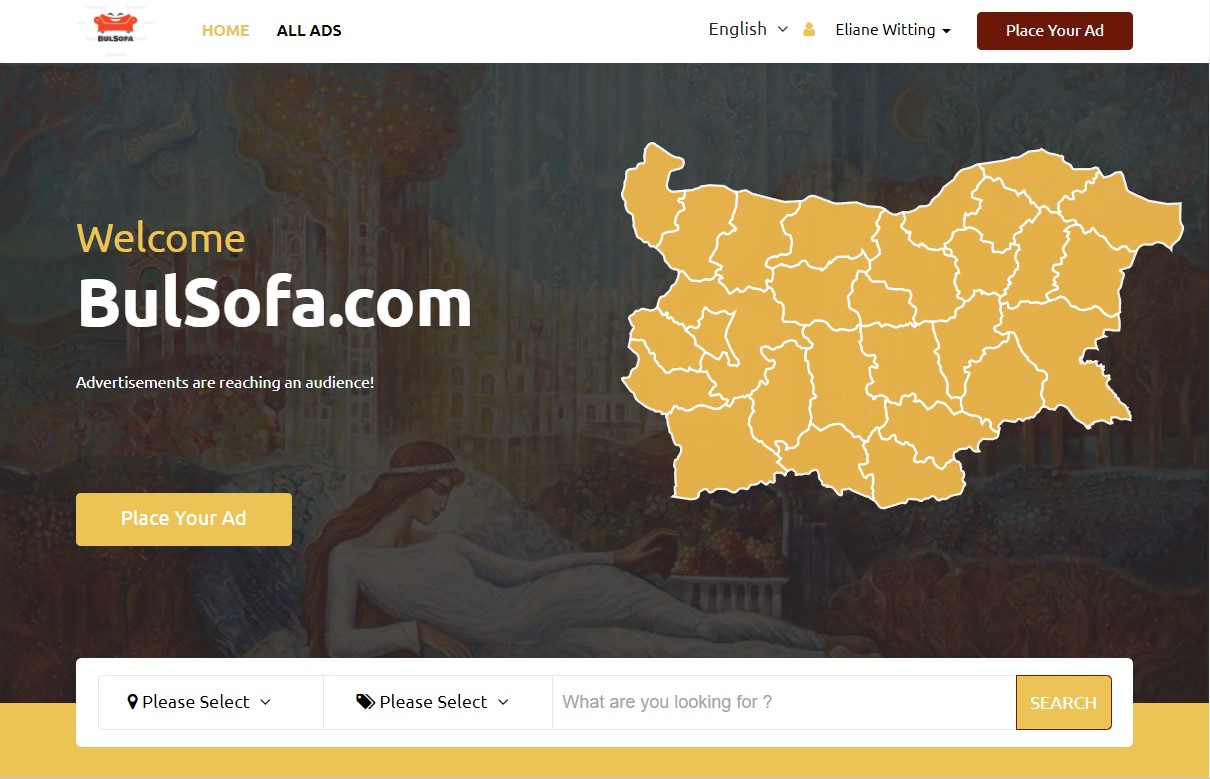 BULSOFA
HOME
ALL ADS
English
Eliane Witting
Place Your Ad
Welcome
BulSofa.com
Advertisements are reaching an audience!
Place Your Ad
Please Select
Please Select
What are you looking for ?
SEARCH